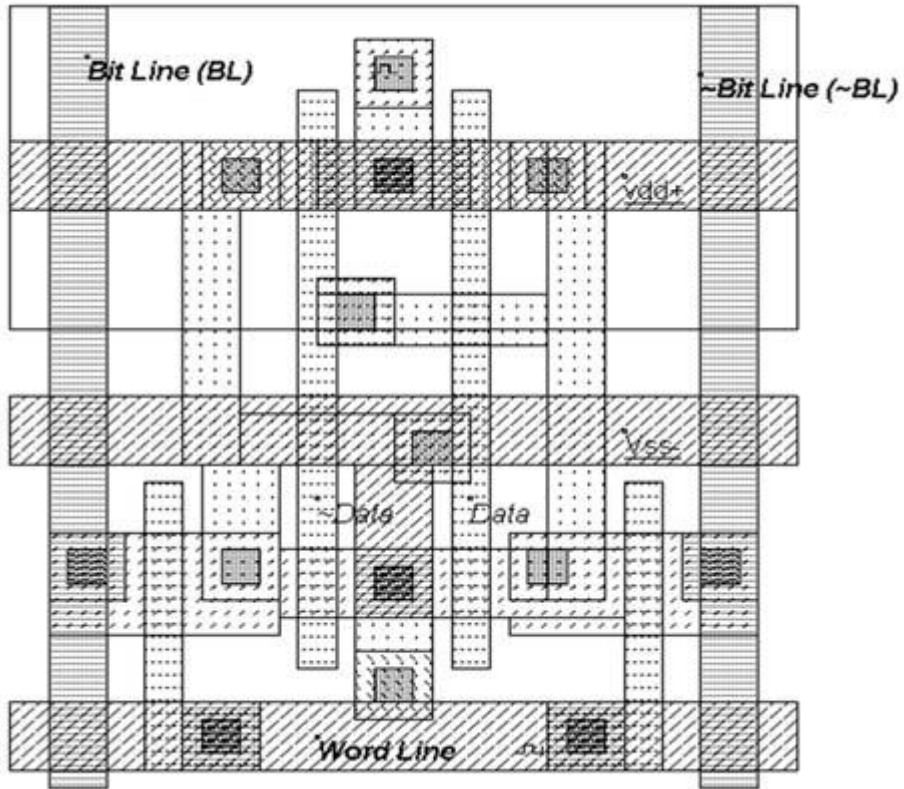 Bit Line (BL)
~Bit Line (~BL)
Vdd+
Vss-
~Data
Data
Word Line